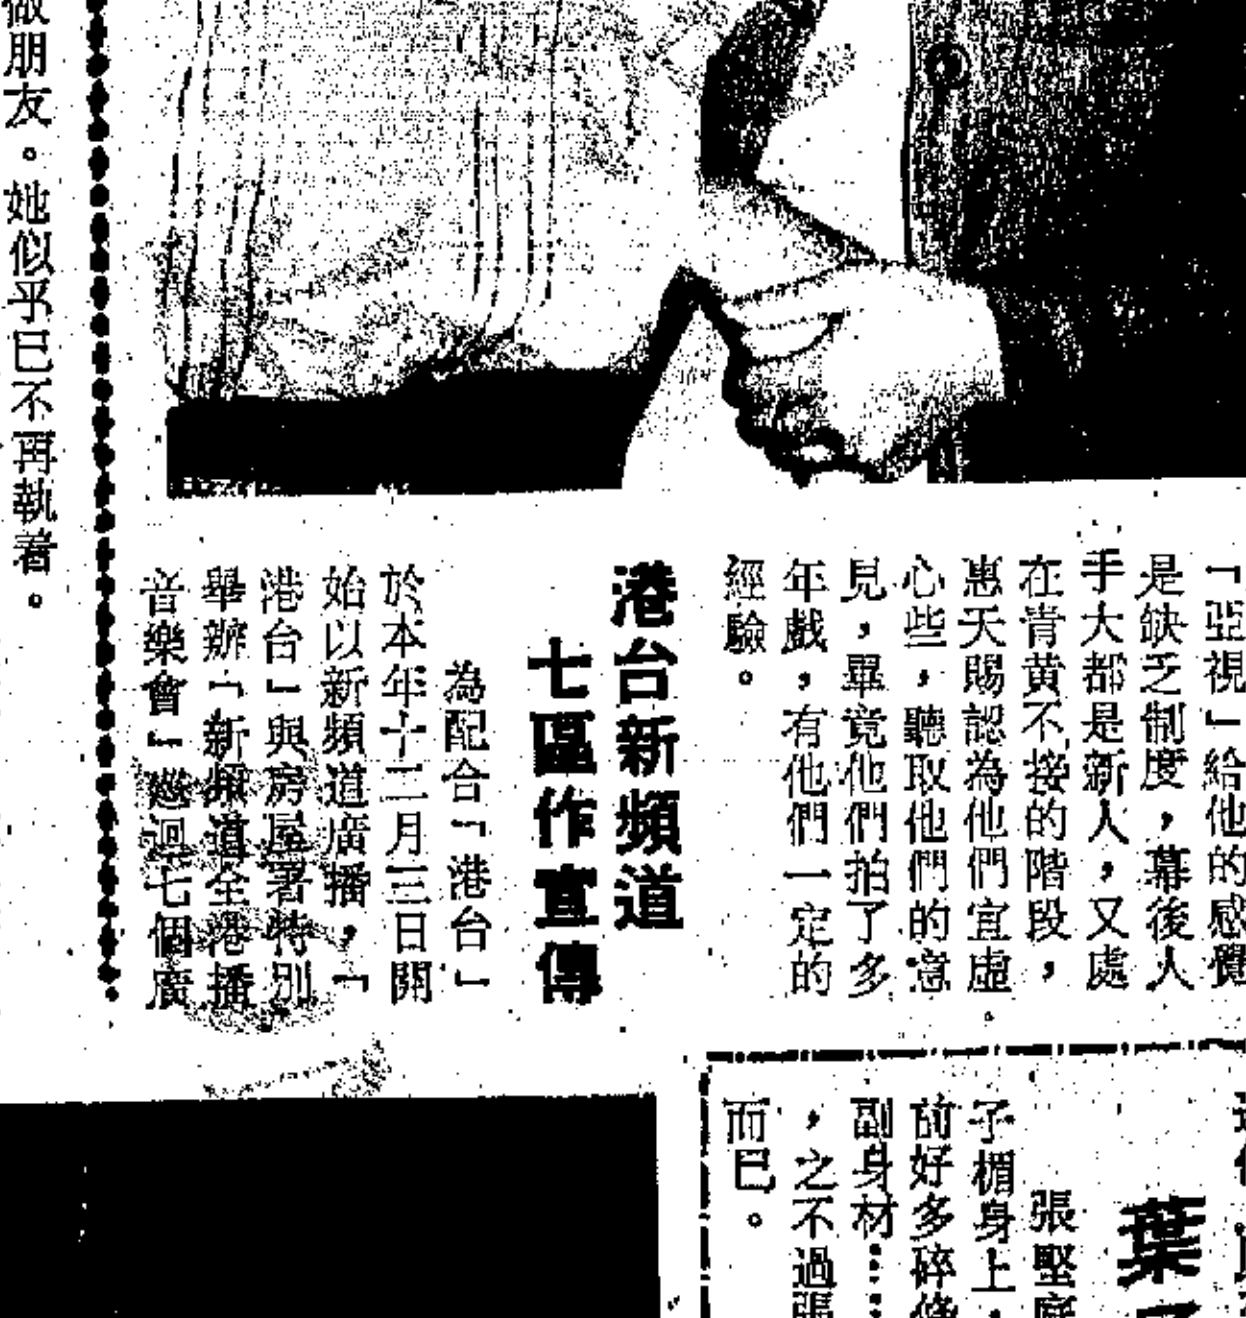 「亞視」給他的感覺
是缺乏制度，幕後人
手大都是新人，又處
在青黃不接的階段，
惠天賜認為他們宜虛
心些，聽取他們的意
見，畢竟他們拍了多
年戲，有他們一定的
經驗。
港台新頻道
七區作宣傳
為配合「港台」
於本年十二月三日開
始以新頻道廣播，「
港台」與房屋署特別
舉辦「新頻道全港播
音樂會」巡迴七個廣
做朋友。她似乎已不再執着。
葉
張堅庭
子楣身上，
前好多碎
副身材……
，之不過張
而已。